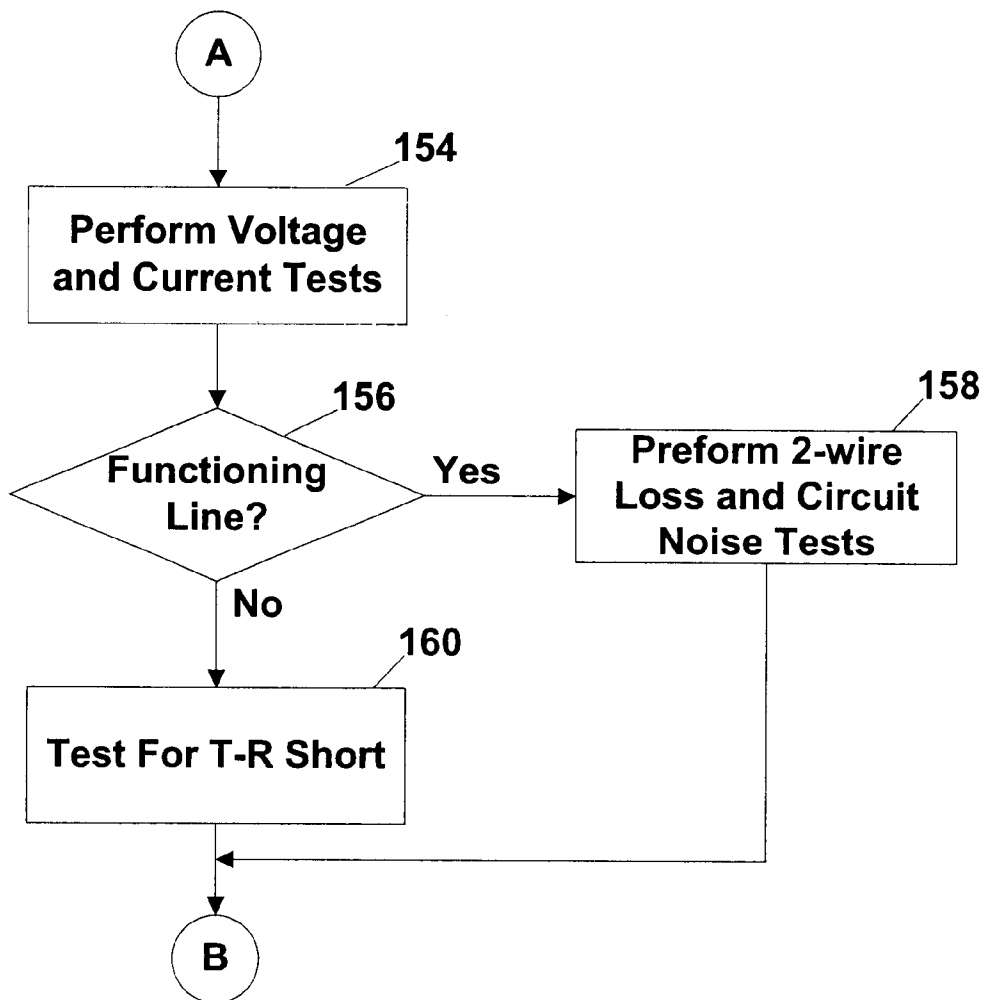 A
154
Perform Voltage
and Current Tests
156
Functioning
Line?
Yes
158
Preform 2-wire
Loss and Circuit
Noise Tests
No
160
Test For T-R Short
B